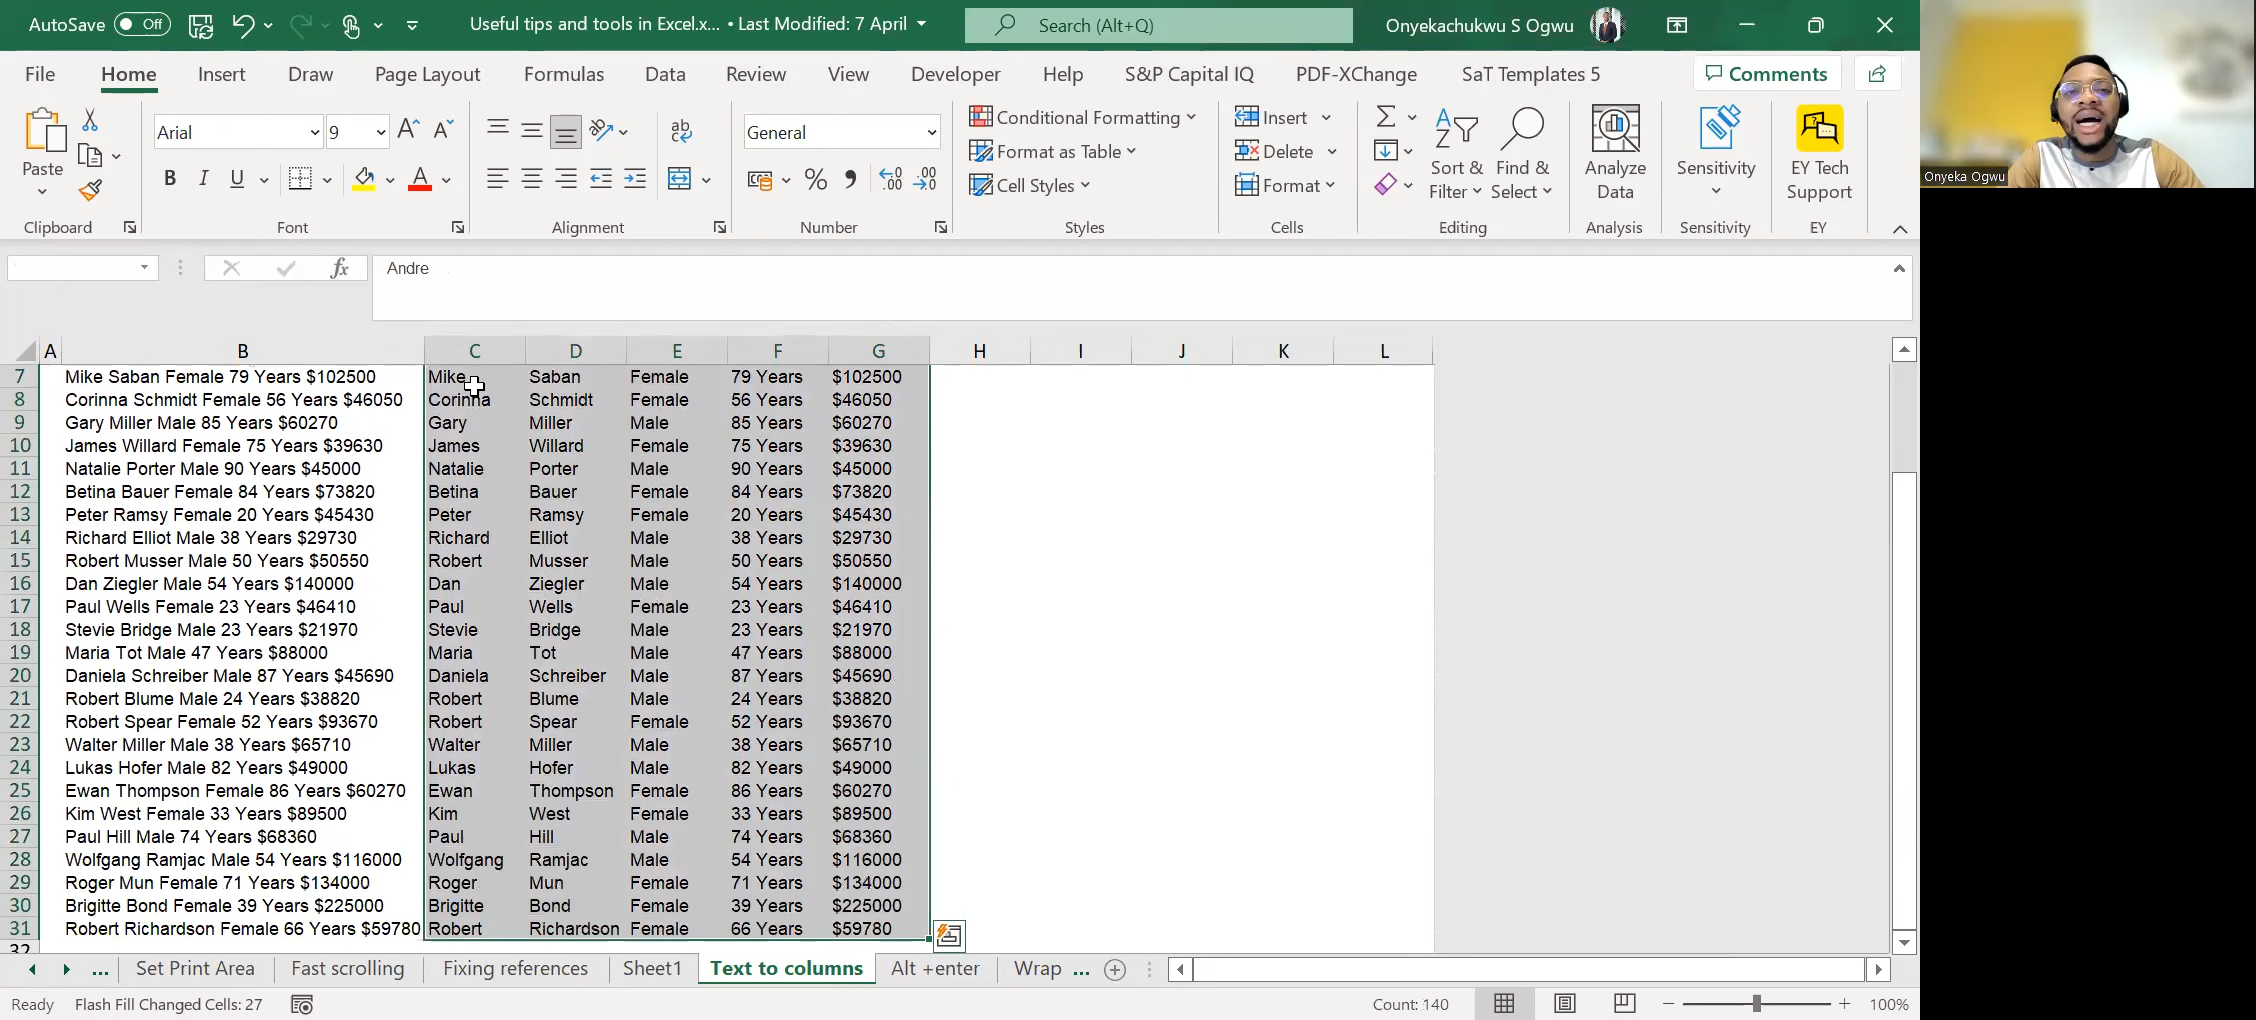 AutoSave Off Useful tips and tools in Excel.x... • Last Modified: 7 April Search (Alt+Q) Onyekachukwu S Ogwu
File Home Insert Draw Page Layout Formulas Data Review View Developer Help S&P Capital IQ PDF-XChange SaT Templates 5 Comments
Arial 9 General Conditional Formatting Insert
Format as Table Delete
Cell Styles Format
Paste Sort & Filter Find & Select Analyze Data Sensitivity EY Tech Support
Clipboard Font Alignment Number Styles Cells Editing Analysis Sensitivity EY
Onyeka Ogwu
fx Andre
A B C D E F G H I J K L
7 Mike Saban Female 79 Years $102500 Mike Saban Female 79 Years $102500
8 Corinna Schmidt Female 56 Years $46050 Corinna Schmidt Female 56 Years $46050
9 Gary Miller Male 85 Years $60270 Gary Miller Male 85 Years $60270
10 James Willard Female 75 Years $39630 James Willard Female 75 Years $39630
11 Natalie Porter Male 90 Years $45000 Natalie Porter Male 90 Years $45000
12 Betina Bauer Female 84 Years $73820 Betina Bauer Female 84 Years $73820
13 Peter Ramsy Female 20 Years $45430 Peter Ramsy Female 20 Years $45430
14 Richard Elliot Male 38 Years $29730 Richard Elliot Male 38 Years $29730
15 Robert Musser Male 50 Years $50550 Robert Musser Male 50 Years $50550
16 Dan Ziegler Male 54 Years $140000 Dan Ziegler Male 54 Years $140000
17 Paul Wells Female 23 Years $46410 Paul Wells Female 23 Years $46410
18 Stevie Bridge Male 23 Years $21970 Stevie Bridge Male 23 Years $21970
19 Maria Tot Male 47 Years $88000 Maria Tot Male 47 Years $88000
20 Daniela Schreiber Male 87 Years $45690 Daniela Schreiber Male 87 Years $45690
21 Robert Blume Male 24 Years $38820 Robert Blume Male 24 Years $38820
22 Robert Spear Female 52 Years $93670 Robert Spear Female 52 Years $93670
23 Walter Miller Male 38 Years $65710 Walter Miller Male 38 Years $65710
24 Lukas Hofer Male 82 Years $49000 Lukas Hofer Male 82 Years $49000
25 Ewan Thompson Female 86 Years $60270 Ewan Thompson Female 86 Years $60270
26 Kim West Female 33 Years $89500 Kim West Female 33 Years $89500
27 Paul Hill Male 74 Years $68360 Paul Hill Male 74 Years $68360
28 Wolfgang Ramjac Male 54 Years $116000 Wolfgang Ramjac Male 54 Years $116000
29 Roger Mun Female 71 Years $134000 Roger Mun Female 71 Years $134000
30 Brigitte Bond Female 39 Years $225000 Brigitte Bond Female 39 Years $225000
31 Robert Richardson Female 66 Years $59780 Robert Richardson Female 66 Years $59780
32
... Set Print Area Fast scrolling Fixing references Sheet1 Text to columns Alt +enter Wrap ...
Ready Flash Fill Changed Cells: 27 Count: 140 100%